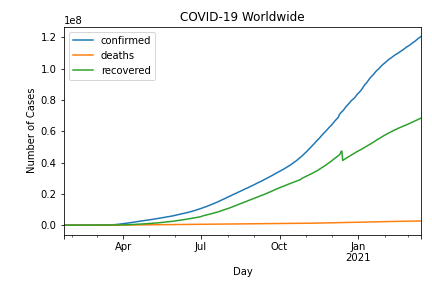 COVID-19 Worldwide
1e8
confirmed
deaths
recovered
1.2
1.0
0.8
0.6
0.4
0.2
0.0
Number of Cases
Apr
Jul
Oct
Jan
2021
Day